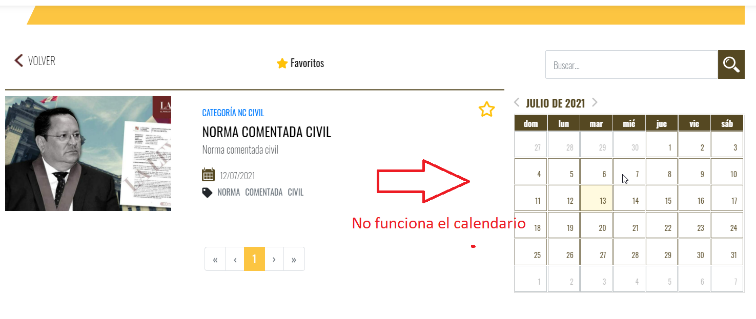 VOLVER
Favoritos
Buscar...
CATEGORÍA NC CIVIL
NORMA COMENTADA CIVIL
Norma comentada civil
12/07/2021
NORMA COMENTADA CIVIL
« ‹ 1 › »
No funciona el calendario
JULIO DE 2021
dom lun mar mié jue vie sáb
27 28 29 30 1 2 3
4 5 6 7 8 9 10
11 12 13 14 15 16 17
18 19 20 21 22 23 24
25 26 27 28 29 30 31
1 2 3 4 5 6 7